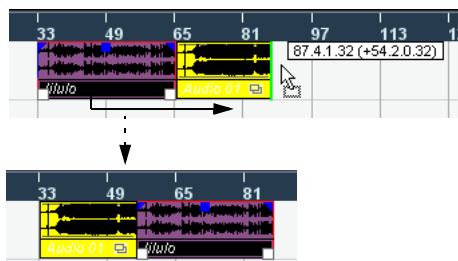 33 49 65 81 97 113 1
87.4.1.32 (+54.2.0.32)
lilulo Audio 01
33 49 65 81
Audio 01 lilulo